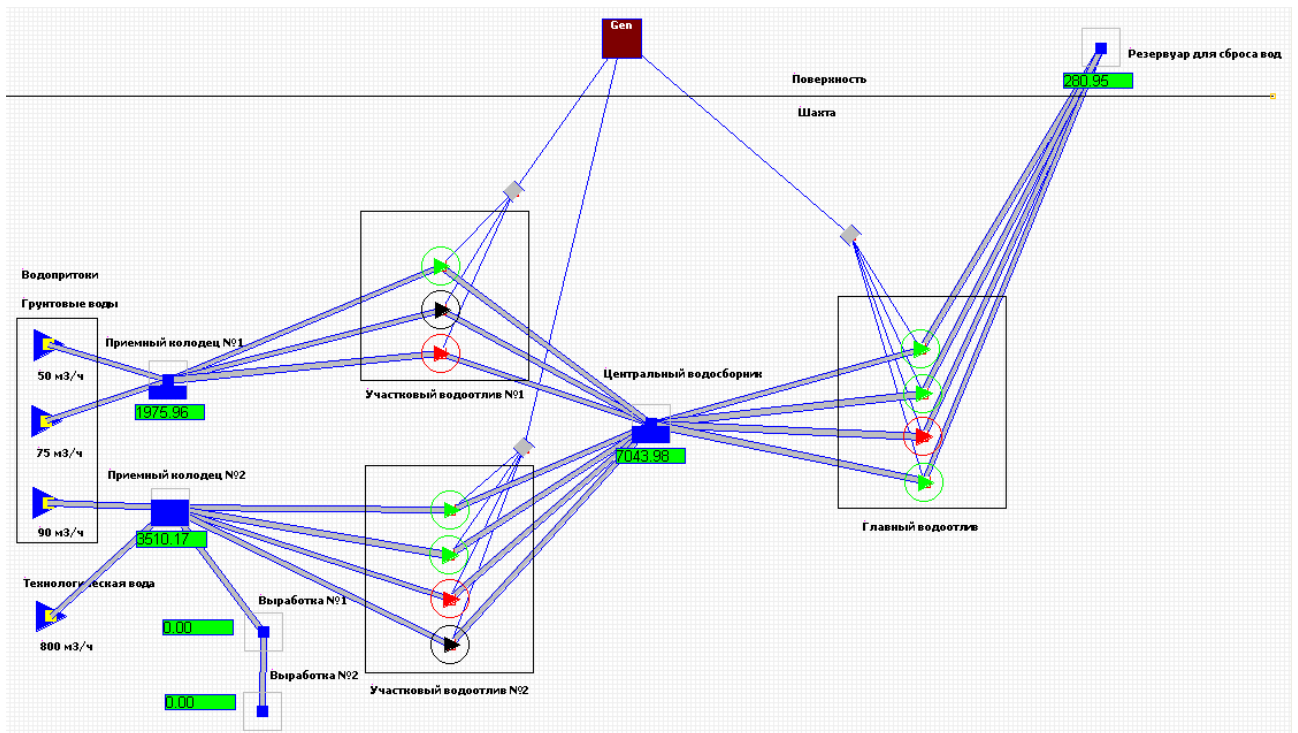 Gen
Резервуар для сброса вод
Поверхность
280.95
Шахта
Водопритоки
Грунтовые воды
Приемный колодец №1
50 м3/ч
Центральный водосборник
Участковый водоотлив №1
1975.96
75 м3/ч
7043.98
Приемный колодец №2
90 м3/ч
3510.17
Главный водоотлив
Технологическая вода
Выработка №1
0.00
800 м3/ч
Выработка №2
Участковый водоотлив №2
0.00